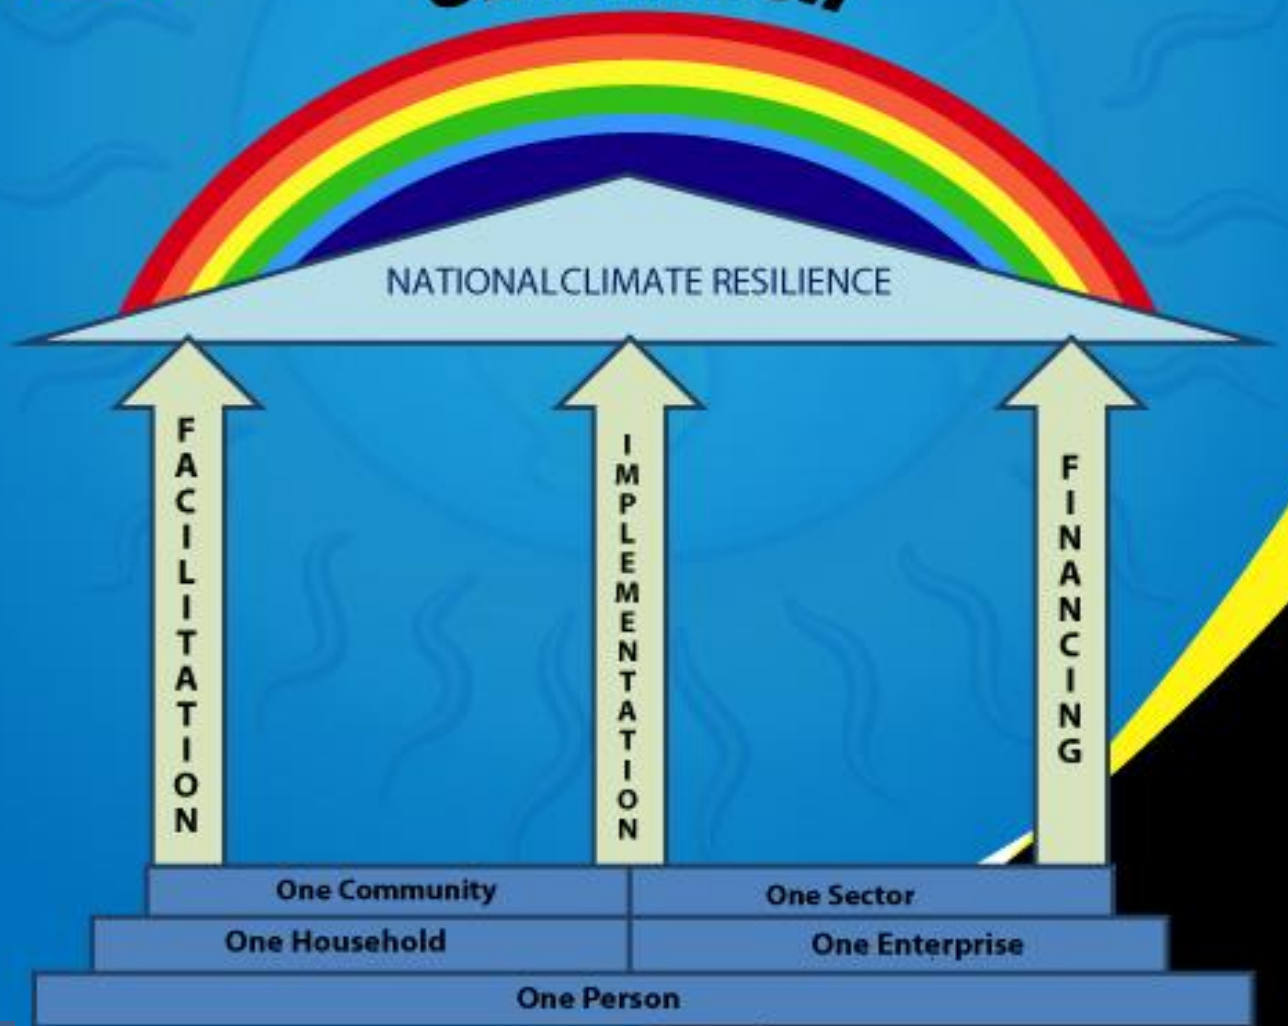 NATIONAL CLIMATE RESILIENCE
FACILITATION
IMPLEMENTATION
FINANCING
One Community
One Sector
One Household
One Enterprise
One Person